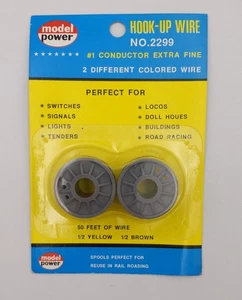 model
power
HOOK-UP WIRE
NO.2299
#1 CONDUCTOR EXTRA FINE
2 DIFFERENT COLORED WIRE
PERFECT FOR
• SWITCHES
• SIGNALS
• LIGHTS
• TENDERS
• LOCOS
• DOLL HOUES
• BUILDINGS
• ROAD RACING
50 FEET OF WIRE
1/2 YELLOW 1/2 BROWN
model
power
SPOOLS PERFECT FOR
REUSE IN RAIL ROADING